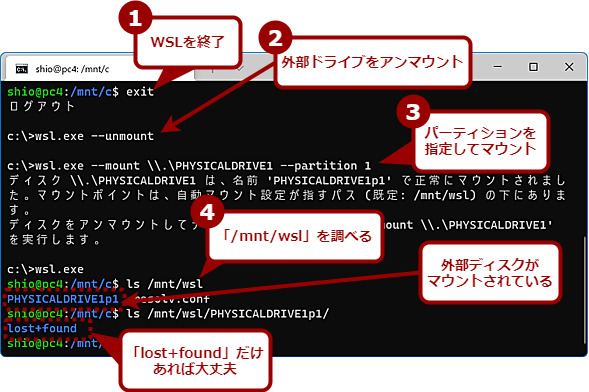 1
WSLを終了
2
外部ドライブをアンマウント
shio@pc4: /mnt/c
shio@pc4:/mnt/c$ exit
ログアウト
c:\>wsl.exe --unmount
3
パーティションを
指定してマウント
c:\>wsl.exe --mount \\.\PHYSICALDRIVE1 --partition 1
ディスク \\.\PHYSICALDRIVE1 は、名前 'PHYSICALDRIVE1p1' で正常にマウントされまし
た。マウントポイントは、自動マウント設定が指すパス (既定: /mnt/wsl) の下にありま
す。
ディスクをアンマウントしてデ mount \\.\PHYSICALDRIVE1'
を実行します。
4
「/mnt/wsl」を調べる
c:\>wsl.exe
shio@pc4:/mnt/c$ ls /mnt/wsl
PHYSICALDRIVE1p1 resolv.conf
外部ディスクが
マウントされている
shio@pc4:/mnt/c$ ls /mnt/wsl/PHYSICALDRIVE1p1/
lost+found
shio@pc4:/mnt/
「lost+found」だけ
あれば大丈夫